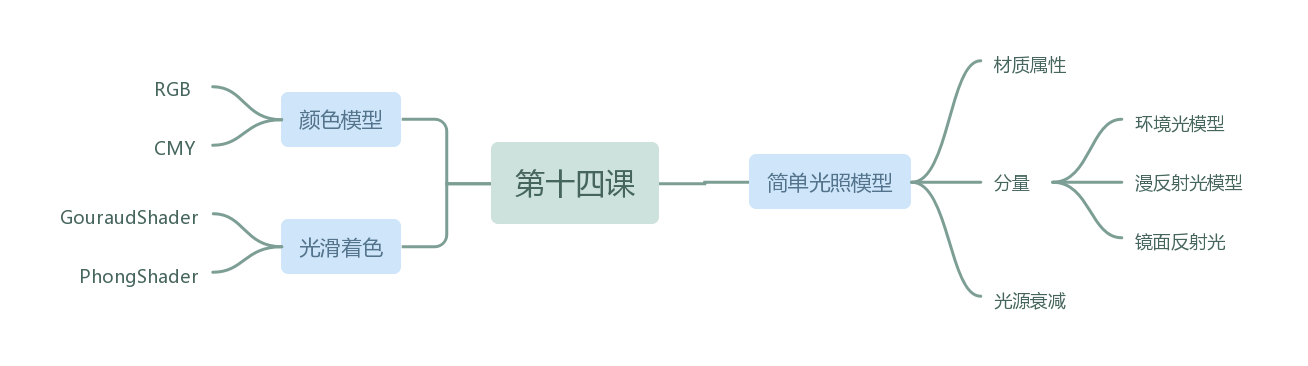 第十四课
颜色模型
RGB
CMY
光滑着色
GouraudShader
PhongShader
简单光照模型
材质属性
分量
环境光模型
漫反射光模型
镜面反射光
光源衰减